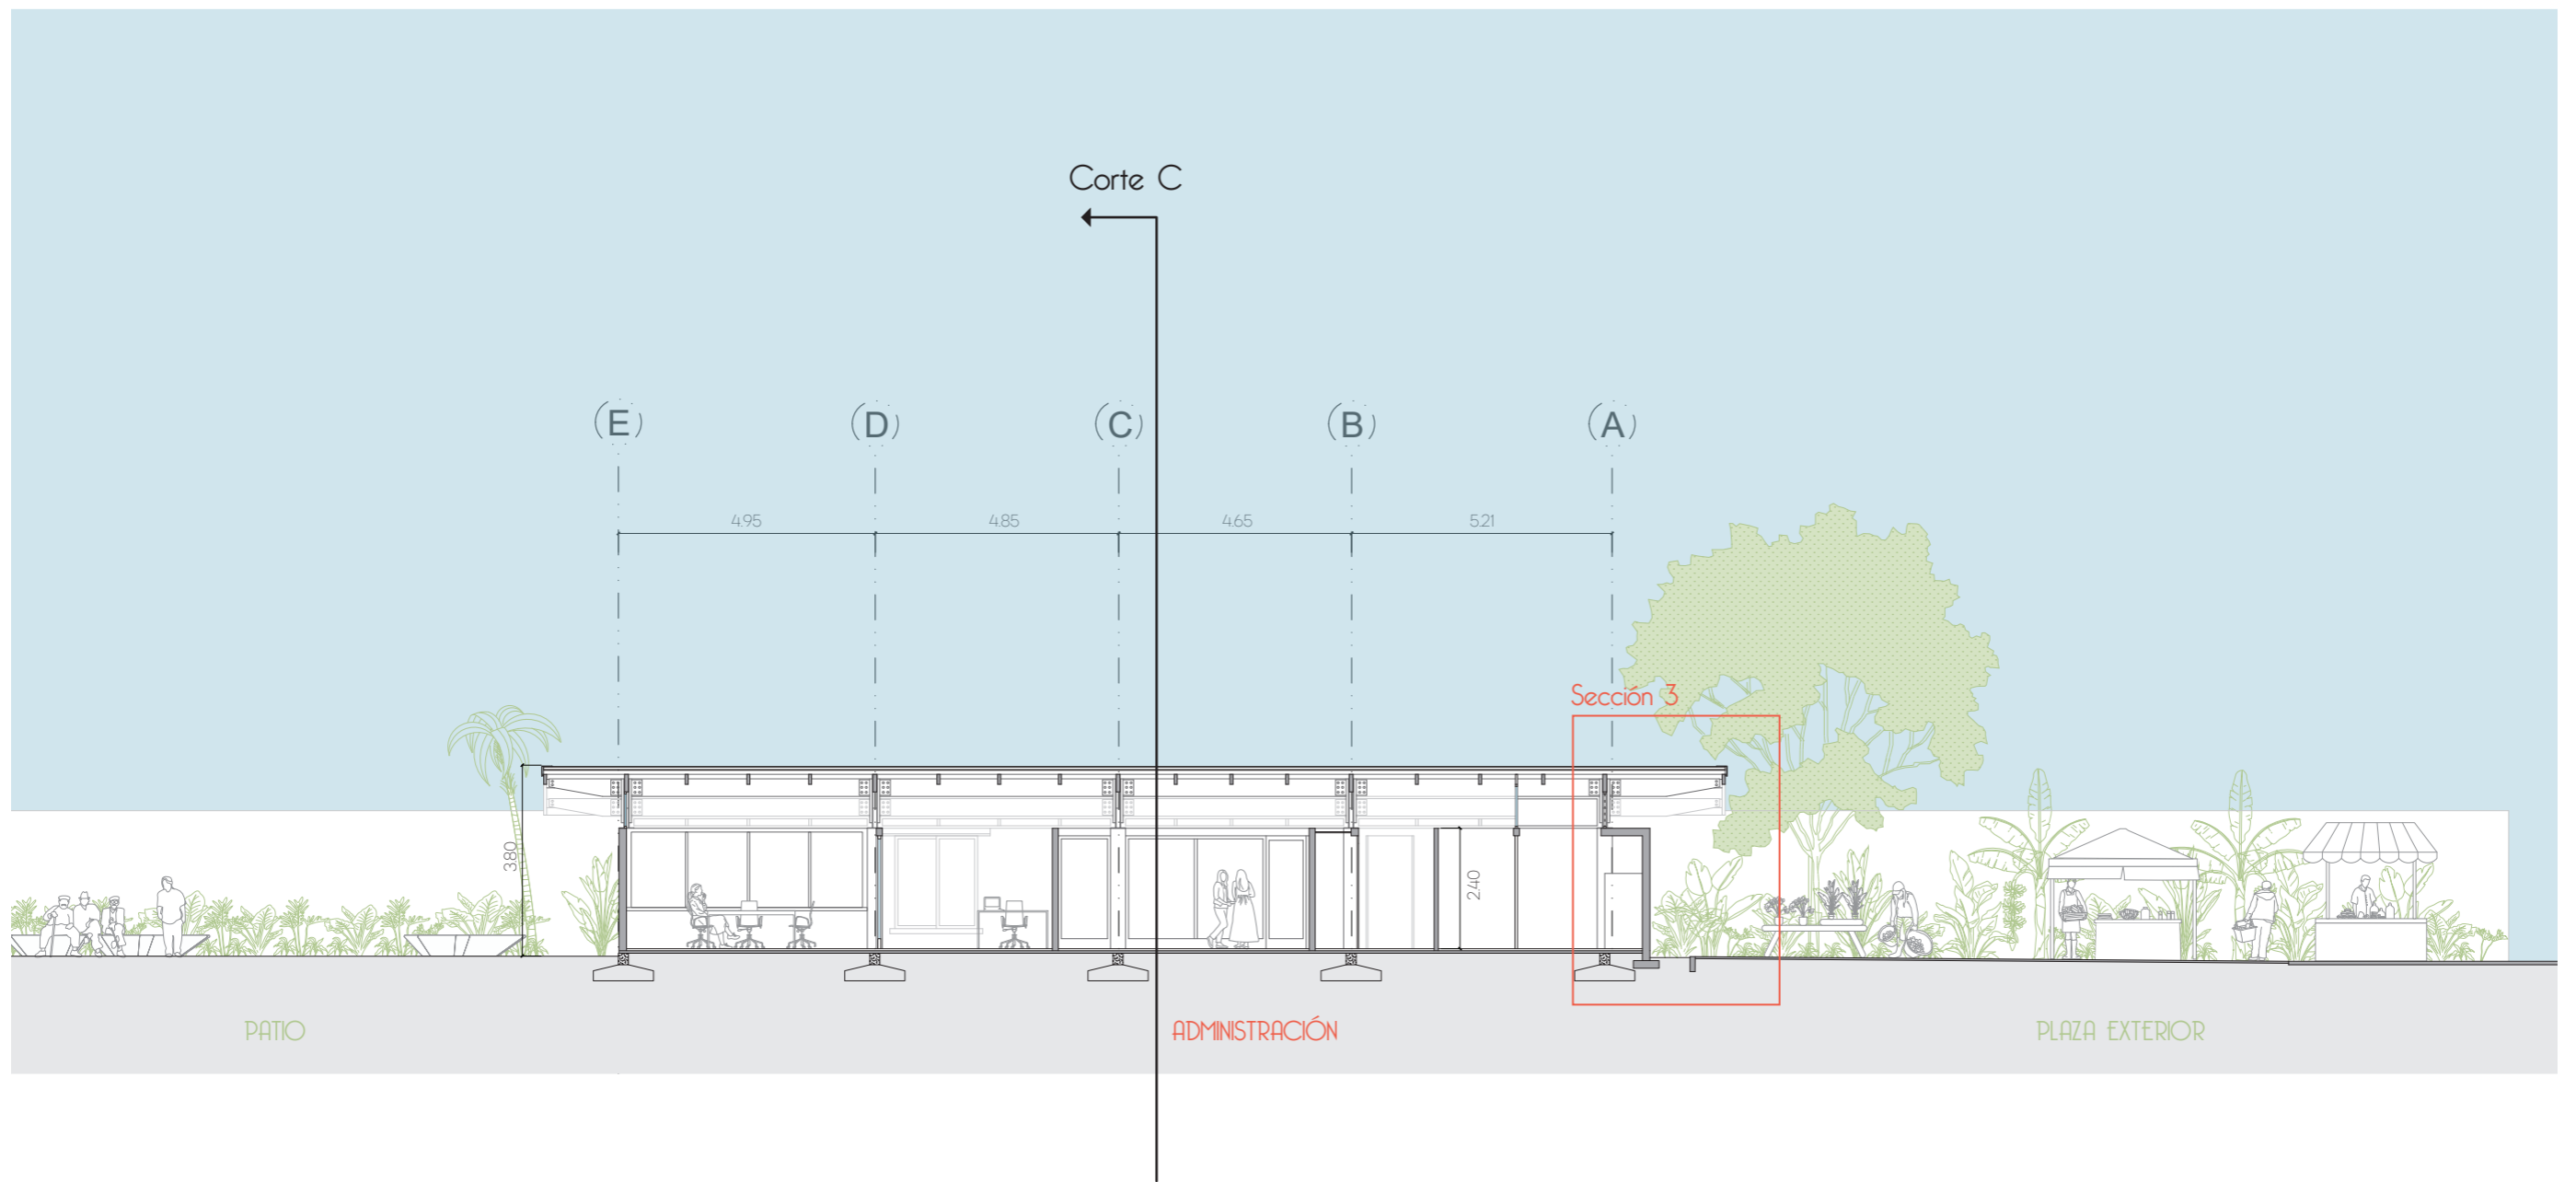 Corte C
E
D
C
B
A
4.95
4.85
4.65
5.21
Sección 3
3.80
2.40
PATIO
ADMINISTRACIÓN
PLAZA EXTERIOR